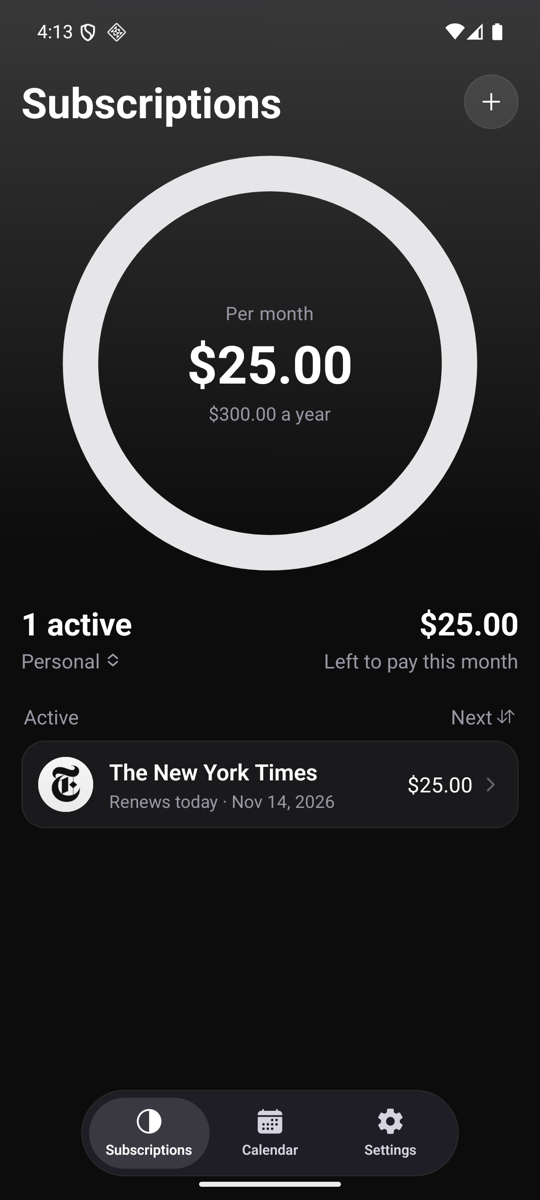 4:13
Subscriptions
Per month
$25.00
$300.00 a year
1 active
$25.00
Personal
Left to pay this month
Active
Next
The New York Times
Renews today · Nov 14, 2026
$25.00
Subscriptions
Calendar
Settings